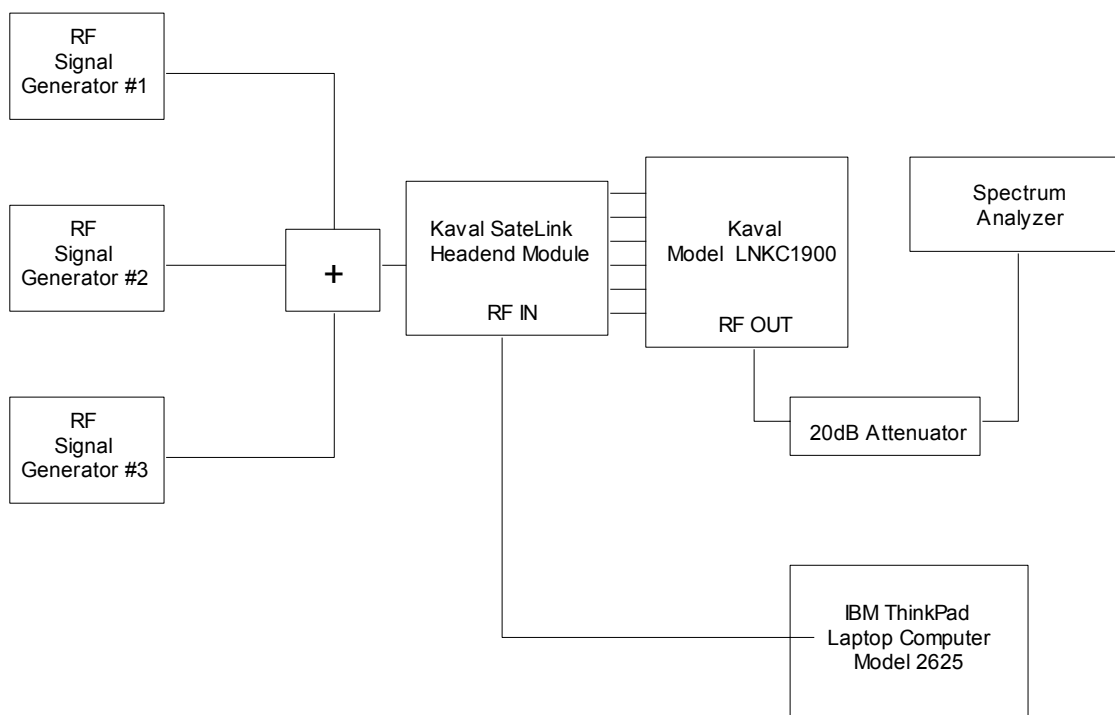 RF
Signal
Generator #1
RF
Signal
Generator #2
RF
Signal
Generator #3
+
Kaval SateLink
Headend Module
RF IN
Kaval
Model LNKC1900
RF OUT
Spectrum
Analyzer
20dB Attenuator
IBM ThinkPad
Laptop Computer
Model 2625